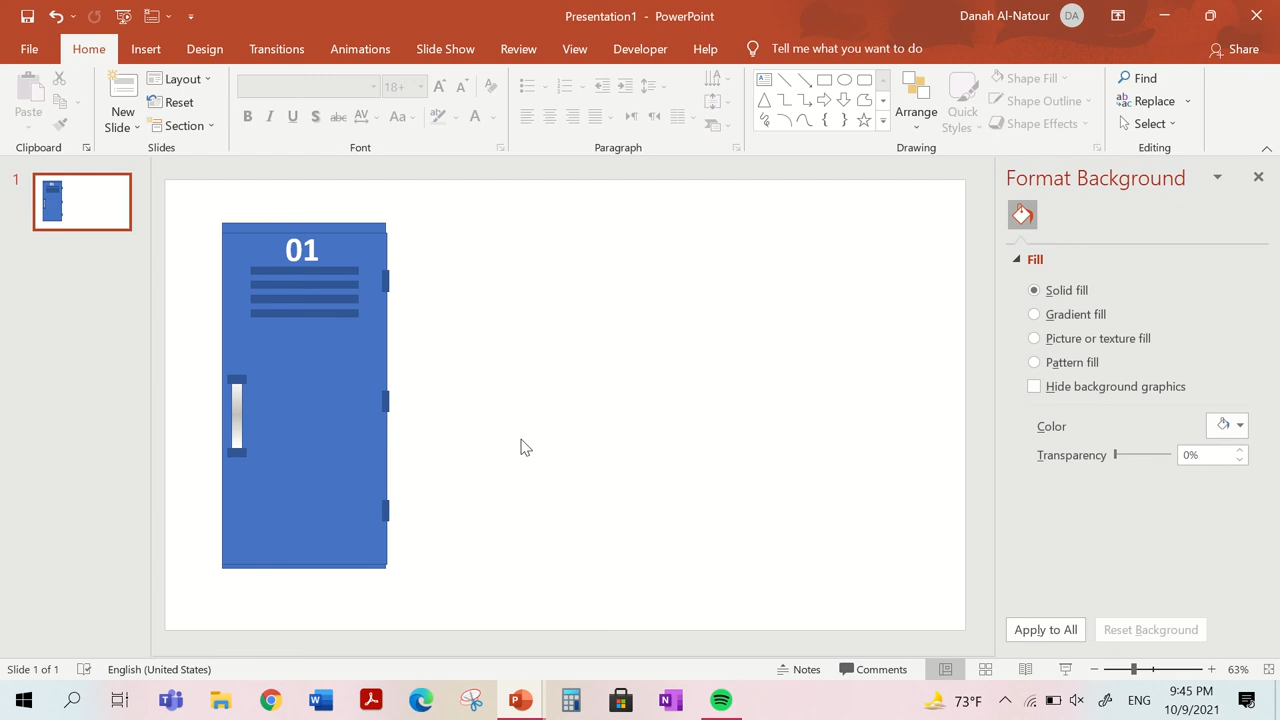 Presentation1 - PowerPoint
Danah Al-Natour
DA
File Home Insert Design Transitions Animations Slide Show Review View Developer Help Tell me what you want to do Share
Paste
Clipboard
New Slide
Layout
Reset
Section
Slides
18+
B I U S abc AV Aa A
Font
Paragraph
Arrange
Quick Styles
Shape Fill
Shape Outline
Shape Effects
Drawing
Find
Replace
Select
Editing
1
01
Format Background
Fill
Solid fill
Gradient fill
Picture or texture fill
Pattern fill
Hide background graphics
Color
Transparency 0%
Apply to All Reset Background
Slide 1 of 1 English (United States) Notes Comments 63%
73°F ENG 9:45 PM
10/9/2021